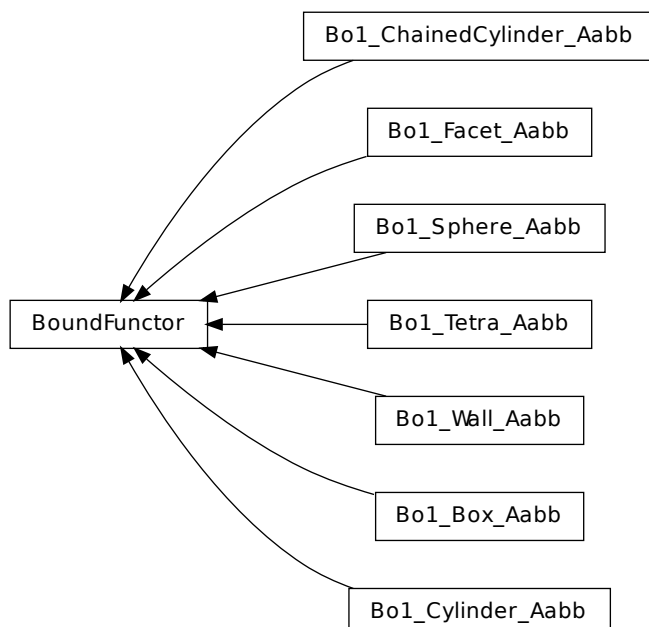 Bo1_ChainedCylinder_Aabb
Bo1_Facet_Aabb
Bo1_Sphere_Aabb
BoundFunctor
Bo1_Tetra_Aabb
Bo1_Wall_Aabb
Bo1_Box_Aabb
Bo1_Cylinder_Aabb